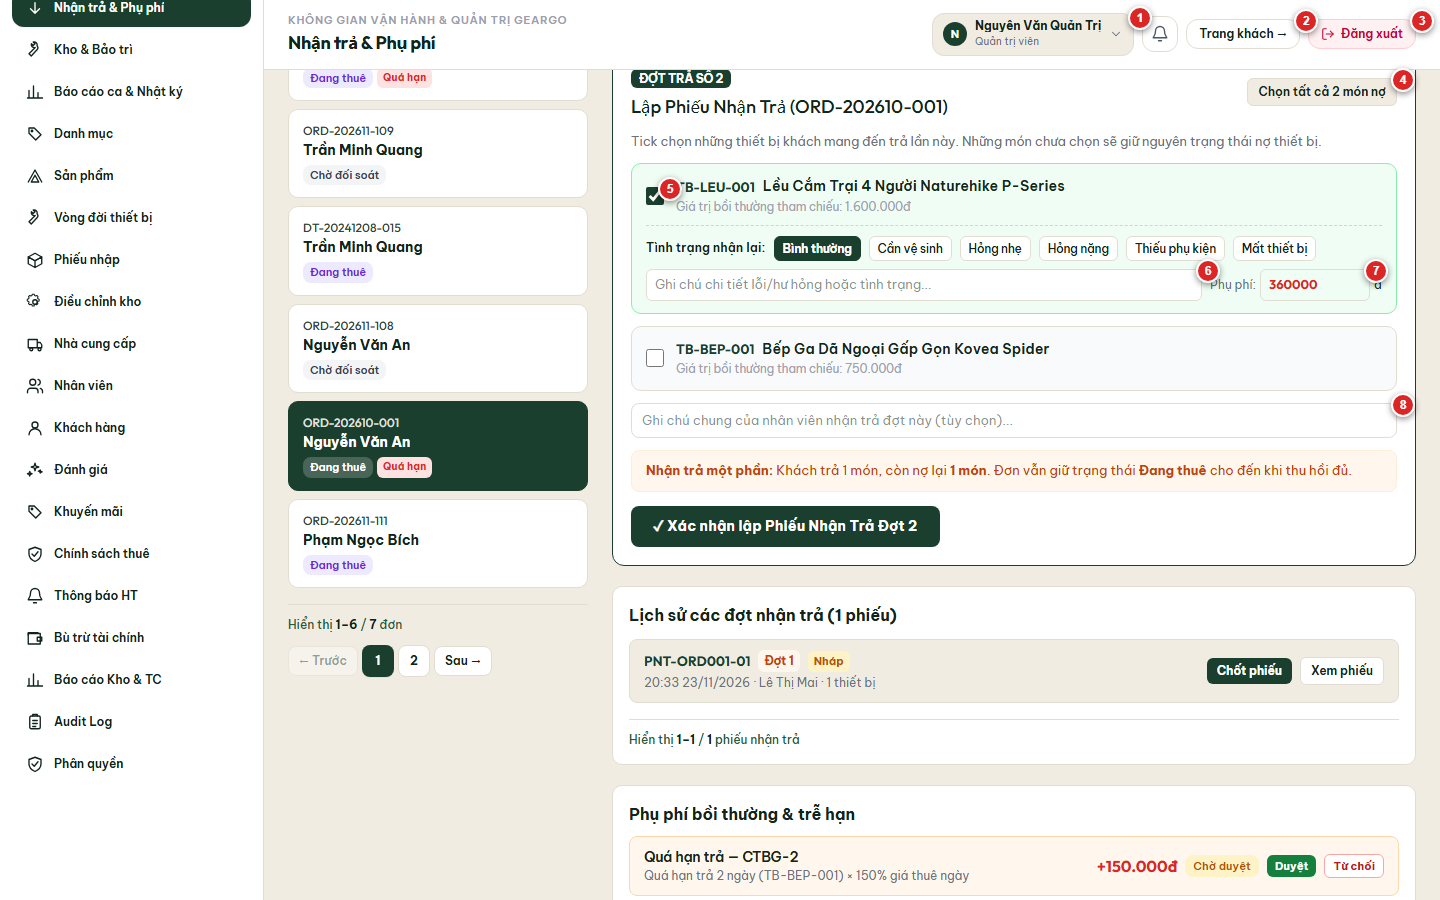 Nhận trả & Phụ phí
Kho & Bảo trì
Báo cáo ca & Nhật ký
Danh mục
Sản phẩm
Vòng đời thiết bị
Phiếu nhập
Điều chỉnh kho
Nhà cung cấp
Nhân viên
Khách hàng
Đánh giá
Khuyến mãi
Chính sách thuê
Thông báo HT
Bù trừ tài chính
Báo cáo Kho & TC
Audit Log
Phân quyền
KHÔNG GIAN VẬN HÀNH & QUẢN TRỊ GEARGO
Nhận trả & Phụ phí
N
Nguyễn Văn Quản Trị
Quản trị viên
1
Trang khách →
2
Đăng xuất
3
Đang thuê Quá hạn
ORD-202611-109
Trần Minh Quang
Chờ đối soát
DT-20241208-015
Trần Minh Quang
Đang thuê
ORD-202611-108
Nguyễn Văn An
Chờ đối soát
ORD-202610-001
Nguyễn Văn An
Đang thuê Quá hạn
ORD-202611-111
Phạm Ngọc Bích
Đang thuê
Hiển thị 1–6 / 7 đơn
← Trước 1 2 Sau →
ĐỢT TRẢ SỐ 2
Lập Phiếu Nhận Trả (ORD-202610-001)
Chọn tất cả 2 món nợ
4
Tick chọn những thiết bị khách mang đến trả lần này. Những món chưa chọn sẽ giữ nguyên trạng thái nợ thiết bị.
5
TB-LEU-001 Lều Cắm Trại 4 Người Naturehike P-Series
Giá trị bồi thường tham chiếu: 1.600.000đ
Tình trạng nhận lại: Bình thường Cần vệ sinh Hỏng nhẹ Hỏng nặng Thiếu phụ kiện Mất thiết bị
Ghi chú chi tiết lỗi/hư hỏng hoặc tình trạng...
6
Phụ phí: 360000 đ
7
TB-BEP-001 Bếp Ga Dã Ngoại Gấp Gọn Kovea Spider
Giá trị bồi thường tham chiếu: 750.000đ
Ghi chú chung của nhân viên nhận trả đợt này (tùy chọn)...
8
Nhận trả một phần: Khách trả 1 món, còn nợ lại 1 món. Đơn vẫn giữ trạng thái Đang thuê cho đến khi thu hồi đủ.
✓ Xác nhận lập Phiếu Nhận Trả Đợt 2
Lịch sử các đợt nhận trả (1 phiếu)
PNT-ORD001-01 Đợt 1 Nháp
20:33 23/11/2026 · Lê Thị Mai · 1 thiết bị
Chốt phiếu Xem phiếu
Hiển thị 1–1 / 1 phiếu nhận trả
Phụ phí bồi thường & trễ hạn
Quá hạn trả — CTBG-2
Quá hạn trả 2 ngày (TB-BEP-001) × 150% giá thuê ngày
+150.000đ Chờ duyệt Duyệt Từ chối